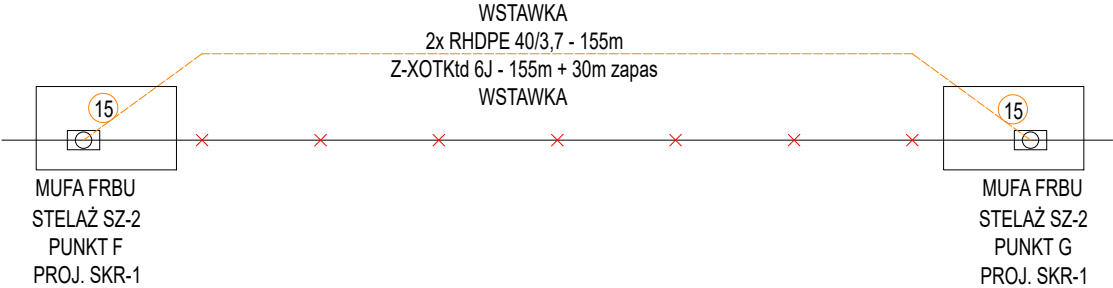 WSTAWKA
2x RHDPE 40/3,7 - 155m
Z-XOTKtd 6J - 155m + 30m zapas
WSTAWKA
15
15
MUFA FRBU
STELAŻ SZ-2
PUNKT F
PROJ. SKR-1
MUFA FRBU
STELAŻ SZ-2
PUNKT G
PROJ. SKR-1